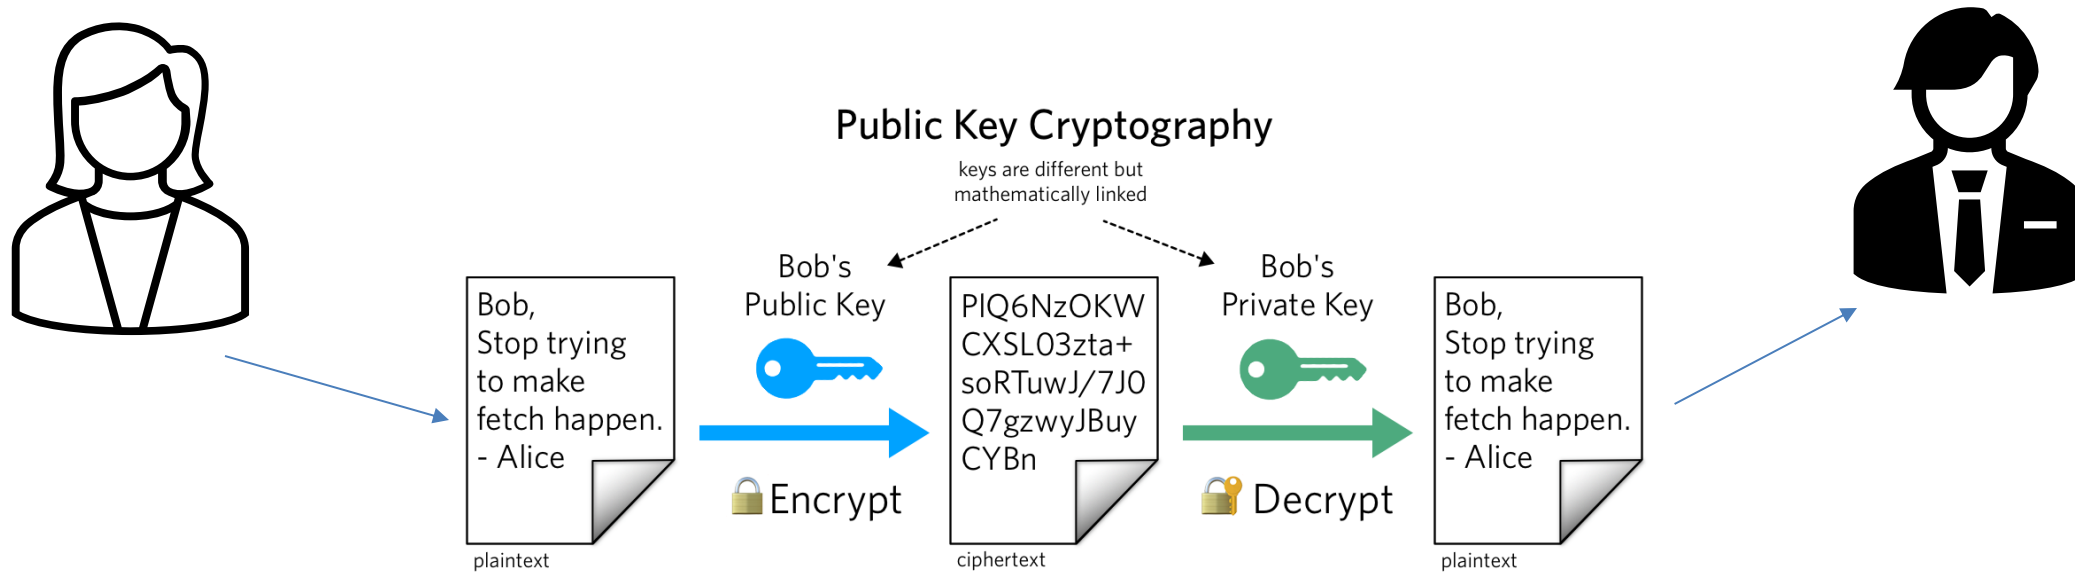 Public Key Cryptography
keys are different but
mathematically linked
Bob,
Stop trying
to make
fetch happen.
- Alice
plaintext
Bob's
Public Key
Encrypt
PlQ6NzOKW
CXSL03zta+
soRTuwJ/7J0
Q7gzwyJBuy
CYBn
ciphertext
Bob's
Private Key
Decrypt
Bob,
Stop trying
to make
fetch happen.
- Alice
plaintext